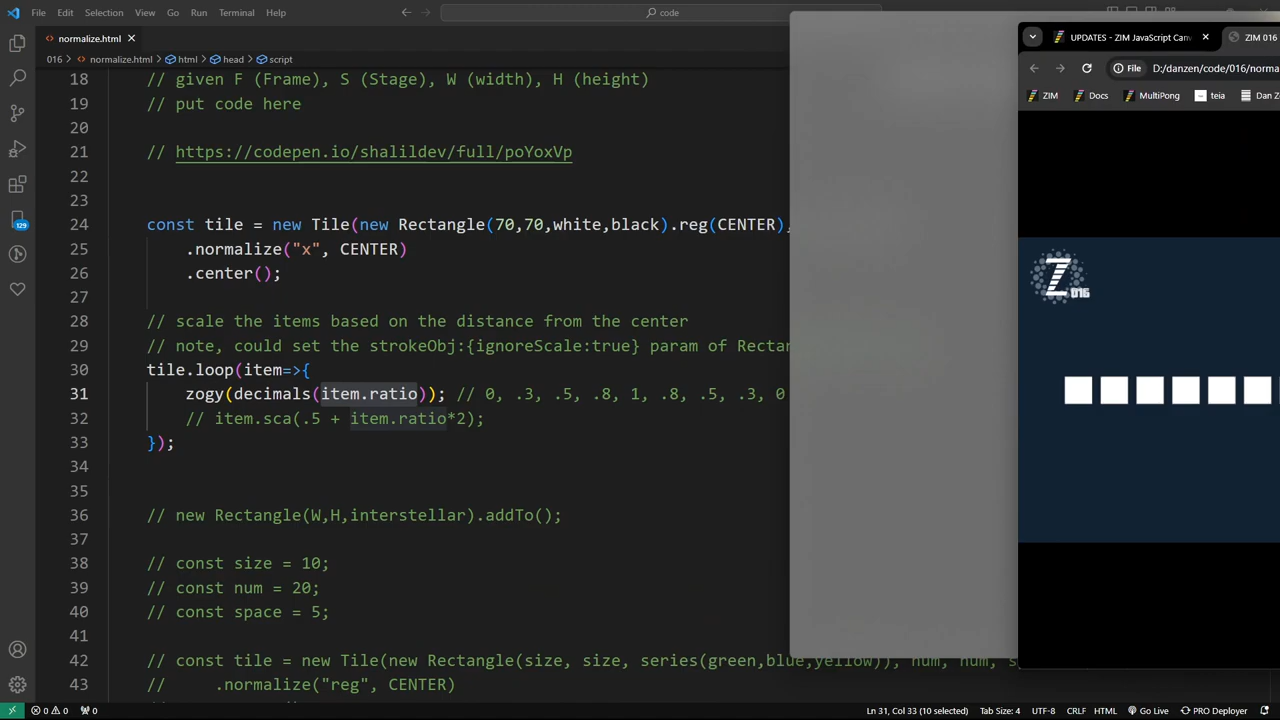 File Edit Selection View Go Run Terminal Help
code
normalize.html
016 > normalize.html > html > head > script
18 // given F (Frame), S (Stage), W (width), H (height)
19 // put code here
20
21 // https://codepen.io/shalildev/full/poYoxVp
22
23
24 const tile = new Tile(new Rectangle(70,70,white,black).reg(CENTER),
25 .normalize("x", CENTER)
26 .center();
27
28 // scale the items based on the distance from the center
29 // note, could set the strokeObj:{ignoreScale:true} param of Rectan
30 tile.loop(item=>{
31 zogy(decimals(item.ratio)); // 0, .3, .5, .8, 1, .8, .5, .3, 0
32 // item.sca(.5 + item.ratio*2);
33 });
34
35
36 // new Rectangle(W,H,interstellar).addTo();
37
38 // const size = 10;
39 // const num = 20;
40 // const space = 5;
41
42 // const tile = new Tile(new Rectangle(size, size, series(green,blue,yellow)), num, num, s
43 // .normalize("reg", CENTER)
129
0 0 0
Ln 31, Col 33 (10 selected) Tab Size: 4 UTF-8 CRLF HTML Go Live PRO Deployer
UPDATES - ZIM JavaScript Canv ZIM 016
File D:/danzen/code/016/norma
ZIM Docs MultiPong teia Dan Z
Z 016